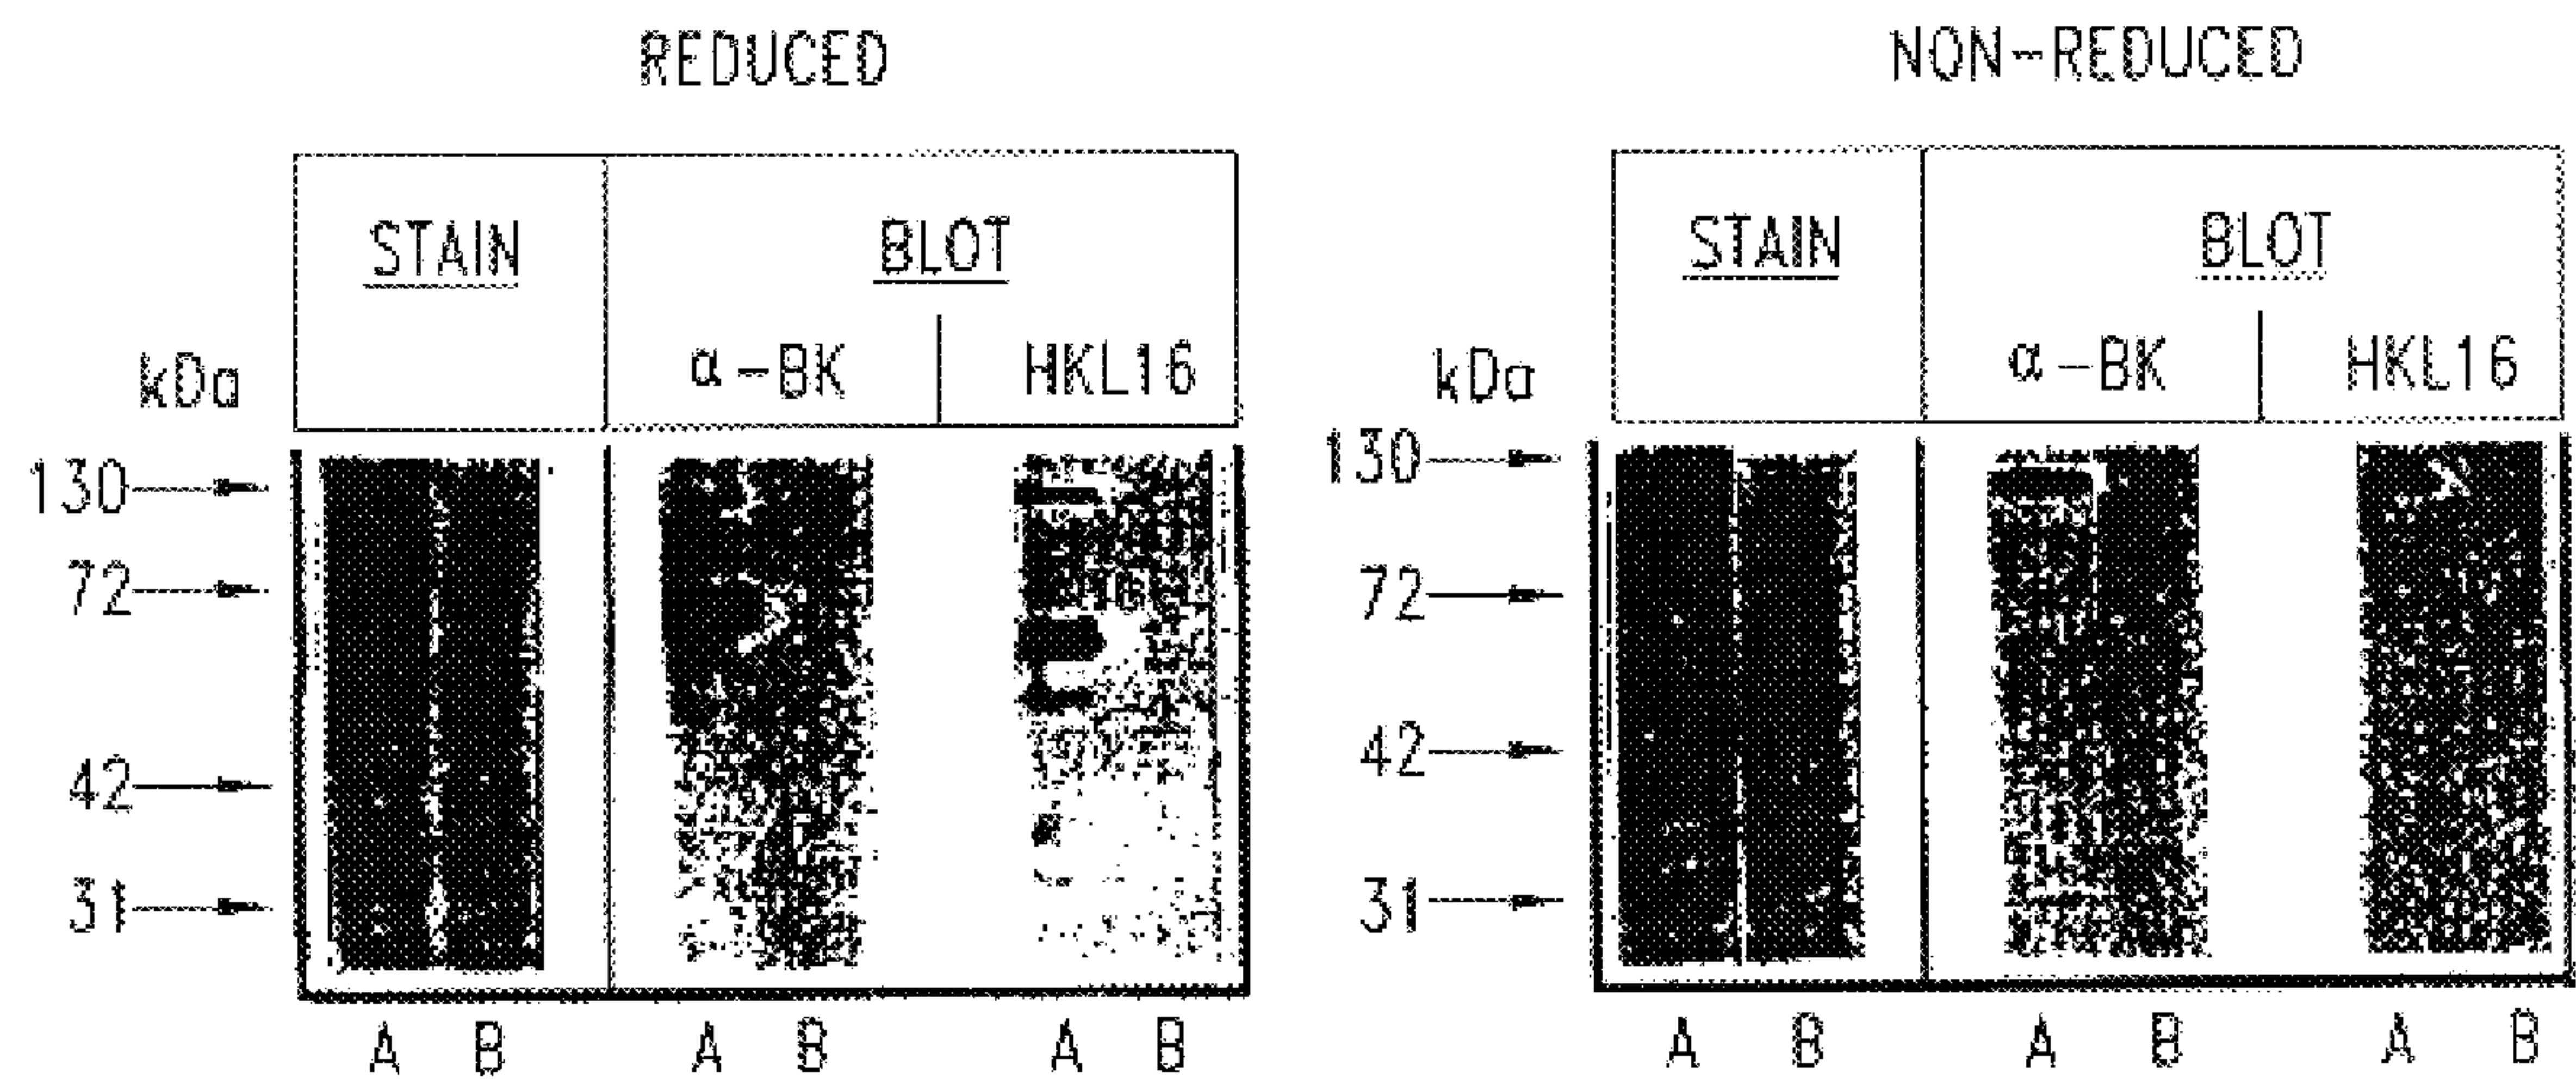 REDUCED
NON-REDUCED
STAIN BLOT
α-BK HKL16
kDa
130
72
42
31
A B A B A B
STAIN BLOT
α-BK HKL16
kDa
130
72
42
31
A B A B A B